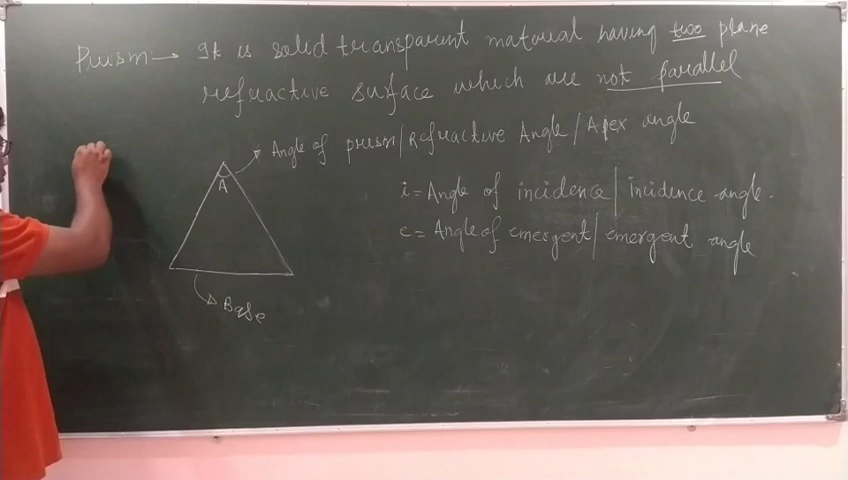 Prism → It is solid transparent material having two plane
refractive surface which are not parallel
Angle of prism/Refractive Angle/Apex angle
A
i = Angle of incidence/incidence angle.
e = Angle of emergent/emergent angle
Base